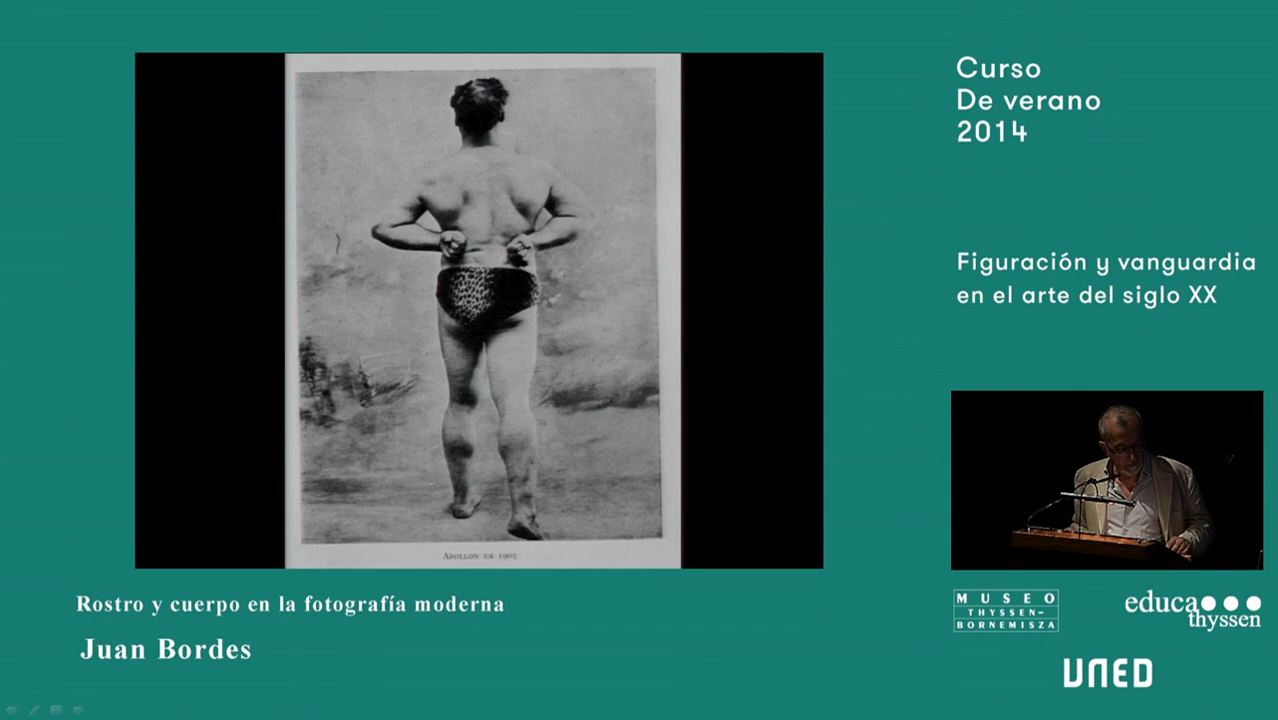 Curso
De verano
2014
Figuración y vanguardia
en el arte del siglo XX
APOLLON EN 1905
Rostro y cuerpo en la fotografía moderna
Juan Bordes
MUSEO
THYSSEN-
BORNEMISZA
educa
thyssen
UNED